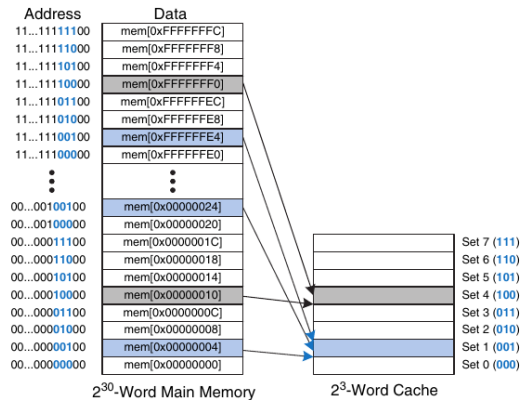 Address Data
11...11111100 mem[0xFFFFFFFC]
11...11111000 mem[0xFFFFFFF8]
11...11110100 mem[0xFFFFFFF4]
11...11110000 mem[0xFFFFFFF0]
11...11101100 mem[0xFFFFFFEC]
11...11101000 mem[0xFFFFFFE8]
11...11100100 mem[0xFFFFFFE4]
11...11100000 mem[0xFFFFFFE0]
00...00100100 mem[0x00000024]
00...00100000 mem[0x00000020]
00...00011100 mem[0x0000001C] Set 7 (111)
00...00011000 mem[0x00000018] Set 6 (110)
00...00010100 mem[0x00000014] Set 5 (101)
00...00010000 mem[0x00000010] Set 4 (100)
00...00001100 mem[0x0000000C] Set 3 (011)
00...00001000 mem[0x00000008] Set 2 (010)
00...00000100 mem[0x00000004] Set 1 (001)
00...00000000 mem[0x00000000] Set 0 (000)
2³⁰-Word Main Memory 2³-Word Cache